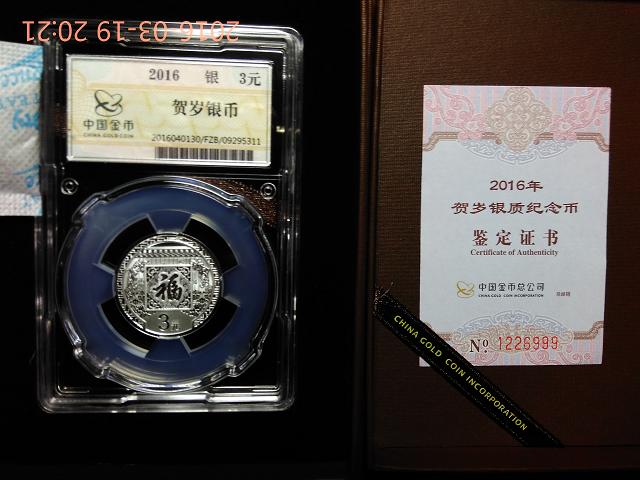 2016-03-19 20:21
2016 银 3元
贺岁银币
中国金币
CHINA GOLD COIN
2016040130/FZB/09295311
福
3元
2016年
贺岁银质纪念币
鉴定证书
Certificate of Authenticity
中国金币总公司
CHINA GOLD COIN INCORPORATION
No. 1226999
CHINA GOLD COIN INCORPORATION